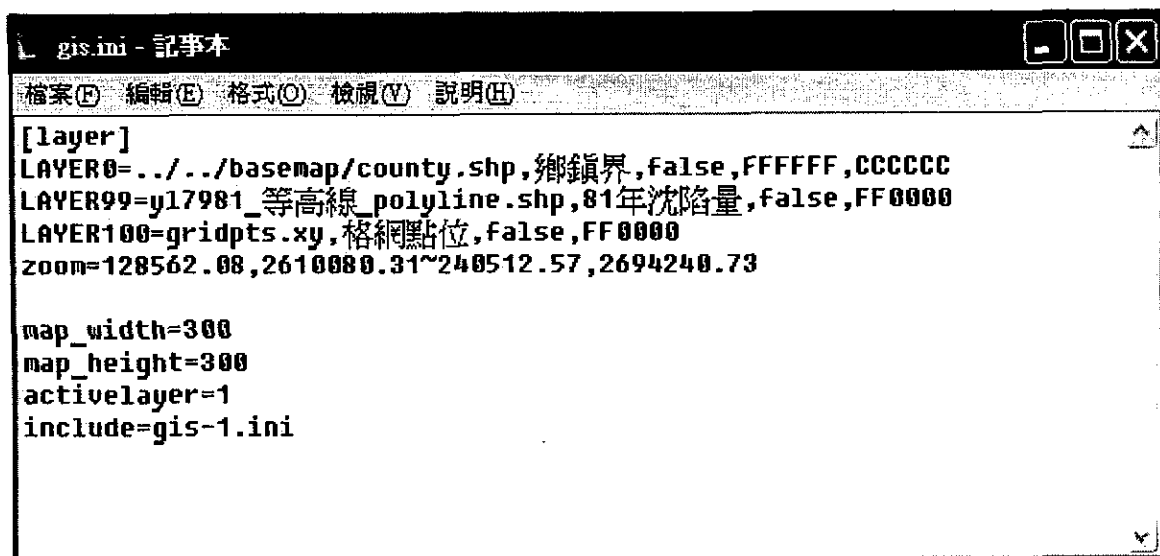 gis.ini - 記事本
檔案(F) 編輯(E) 格式(O) 檢視(V) 説明(H)
[layer]
LAYER0=../../basemap/county.shp,鄉鎮界,false,FFFFFF,CCCCCC
LAYER99=yl7981_等高線_polyline.shp,81年沈陷量,false,FF0000
LAYER100=gridpts.xy,格網點位,false,FF0000
zoom=128562.08,2610080.31~240512.57,2694240.73
map_width=300
map_height=300
activelayer=1
include=gis-1.ini